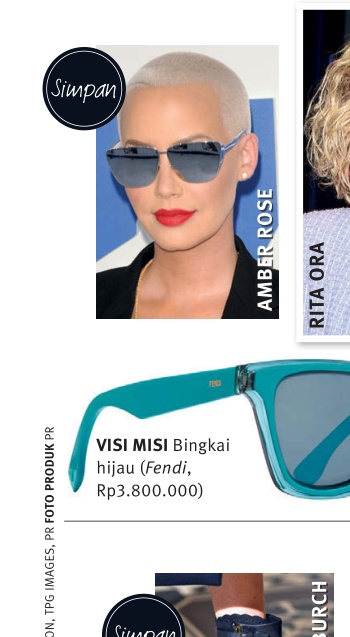 Simpan
AMBER ROSE
RITA ORA
FENDI
VISI MISI Bingkai
hijau (Fendi,
Rp3.800.000)
ON, TPG IMAGES, PR FOTO PRODUK PR
Simpan
BURCH